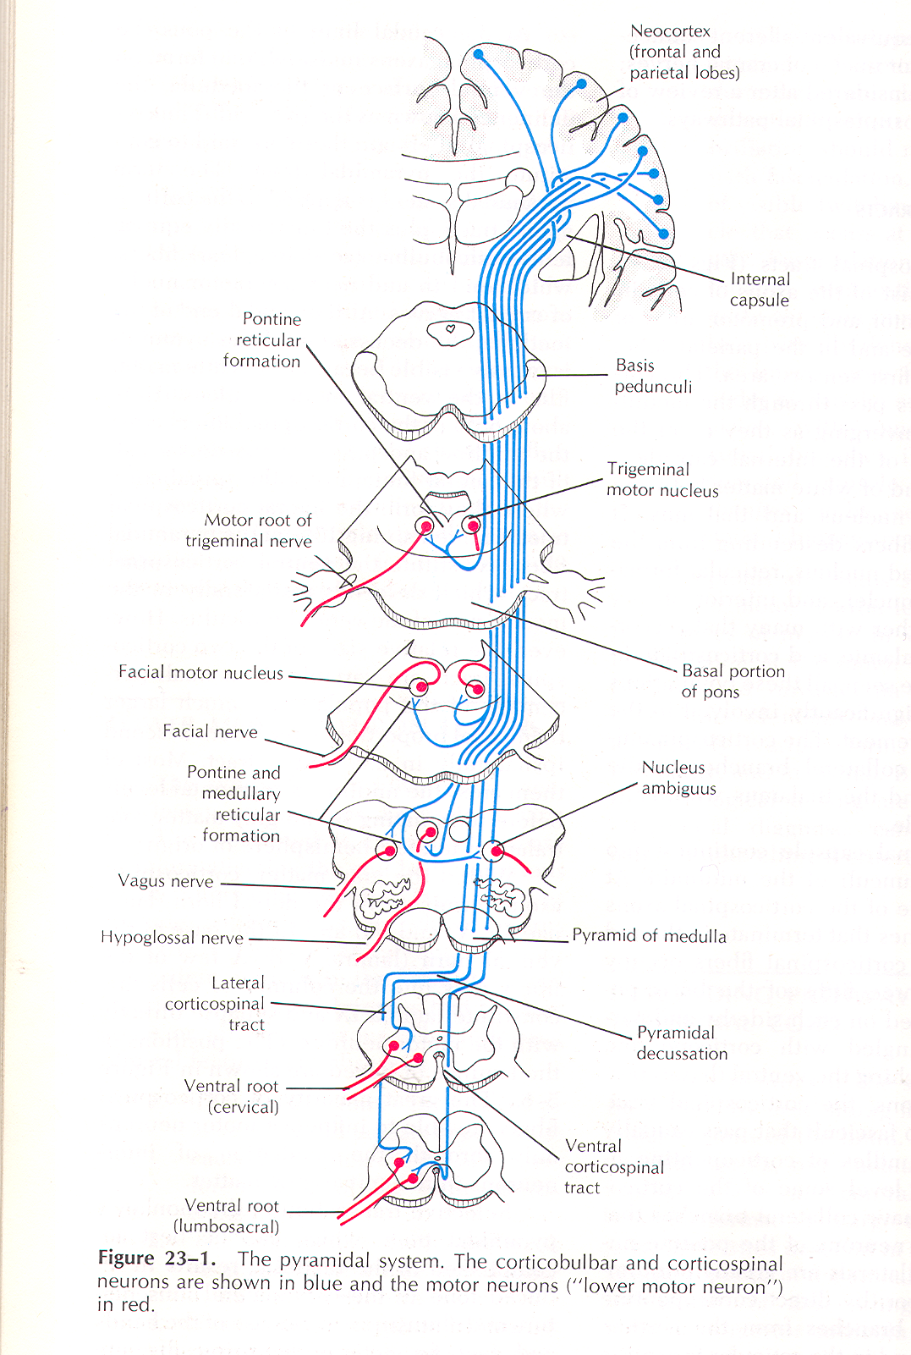 Neocortex
(frontal and
parietal lobes)
Internal
capsule
Pontine
reticular
formation
Basis
pedunculi
Trigeminal
motor nucleus
Motor root of
trigeminal nerve
Facial motor nucleus
Basal portion
of pons
Facial nerve
Pontine and
medullary
reticular
formation
Nucleus
ambiguus
Vagus nerve
Hypoglossal nerve
Pyramid of medulla
Lateral
corticospinal
tract
Pyramidal
decussation
Ventral root
(cervical)
Ventral
corticospinal
tract
Ventral root
(lumbosacral)
Figure 23–1. The pyramidal system. The corticobulbar and corticospinal
neurons are shown in blue and the motor neurons (“lower motor neuron”)
in red.